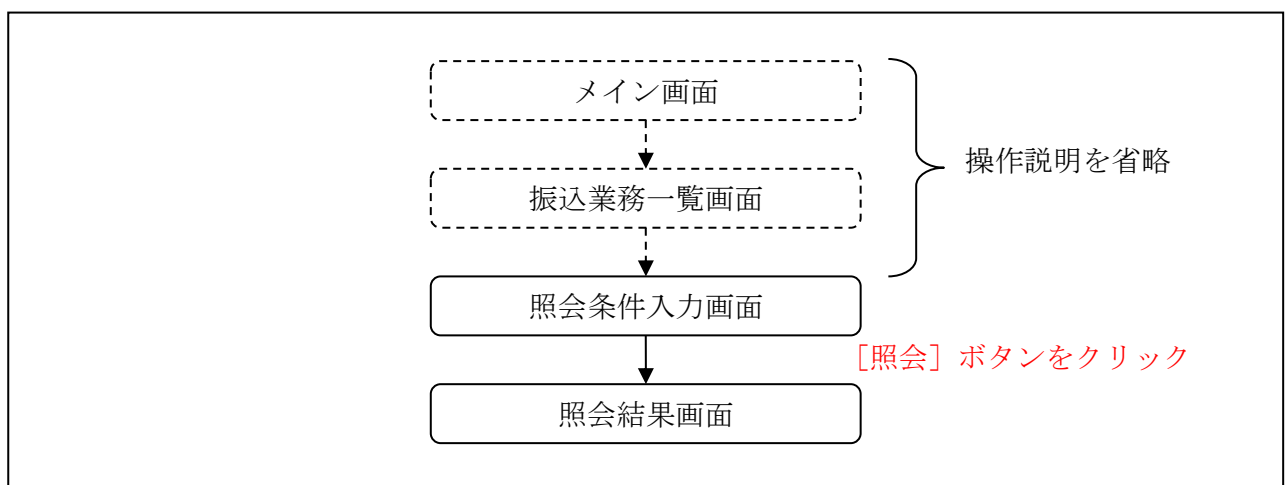 メイン画面
操作説明を省略
振込業務一覧画面
照会条件入力画面
［照会］ボタンをクリック
照会結果画面